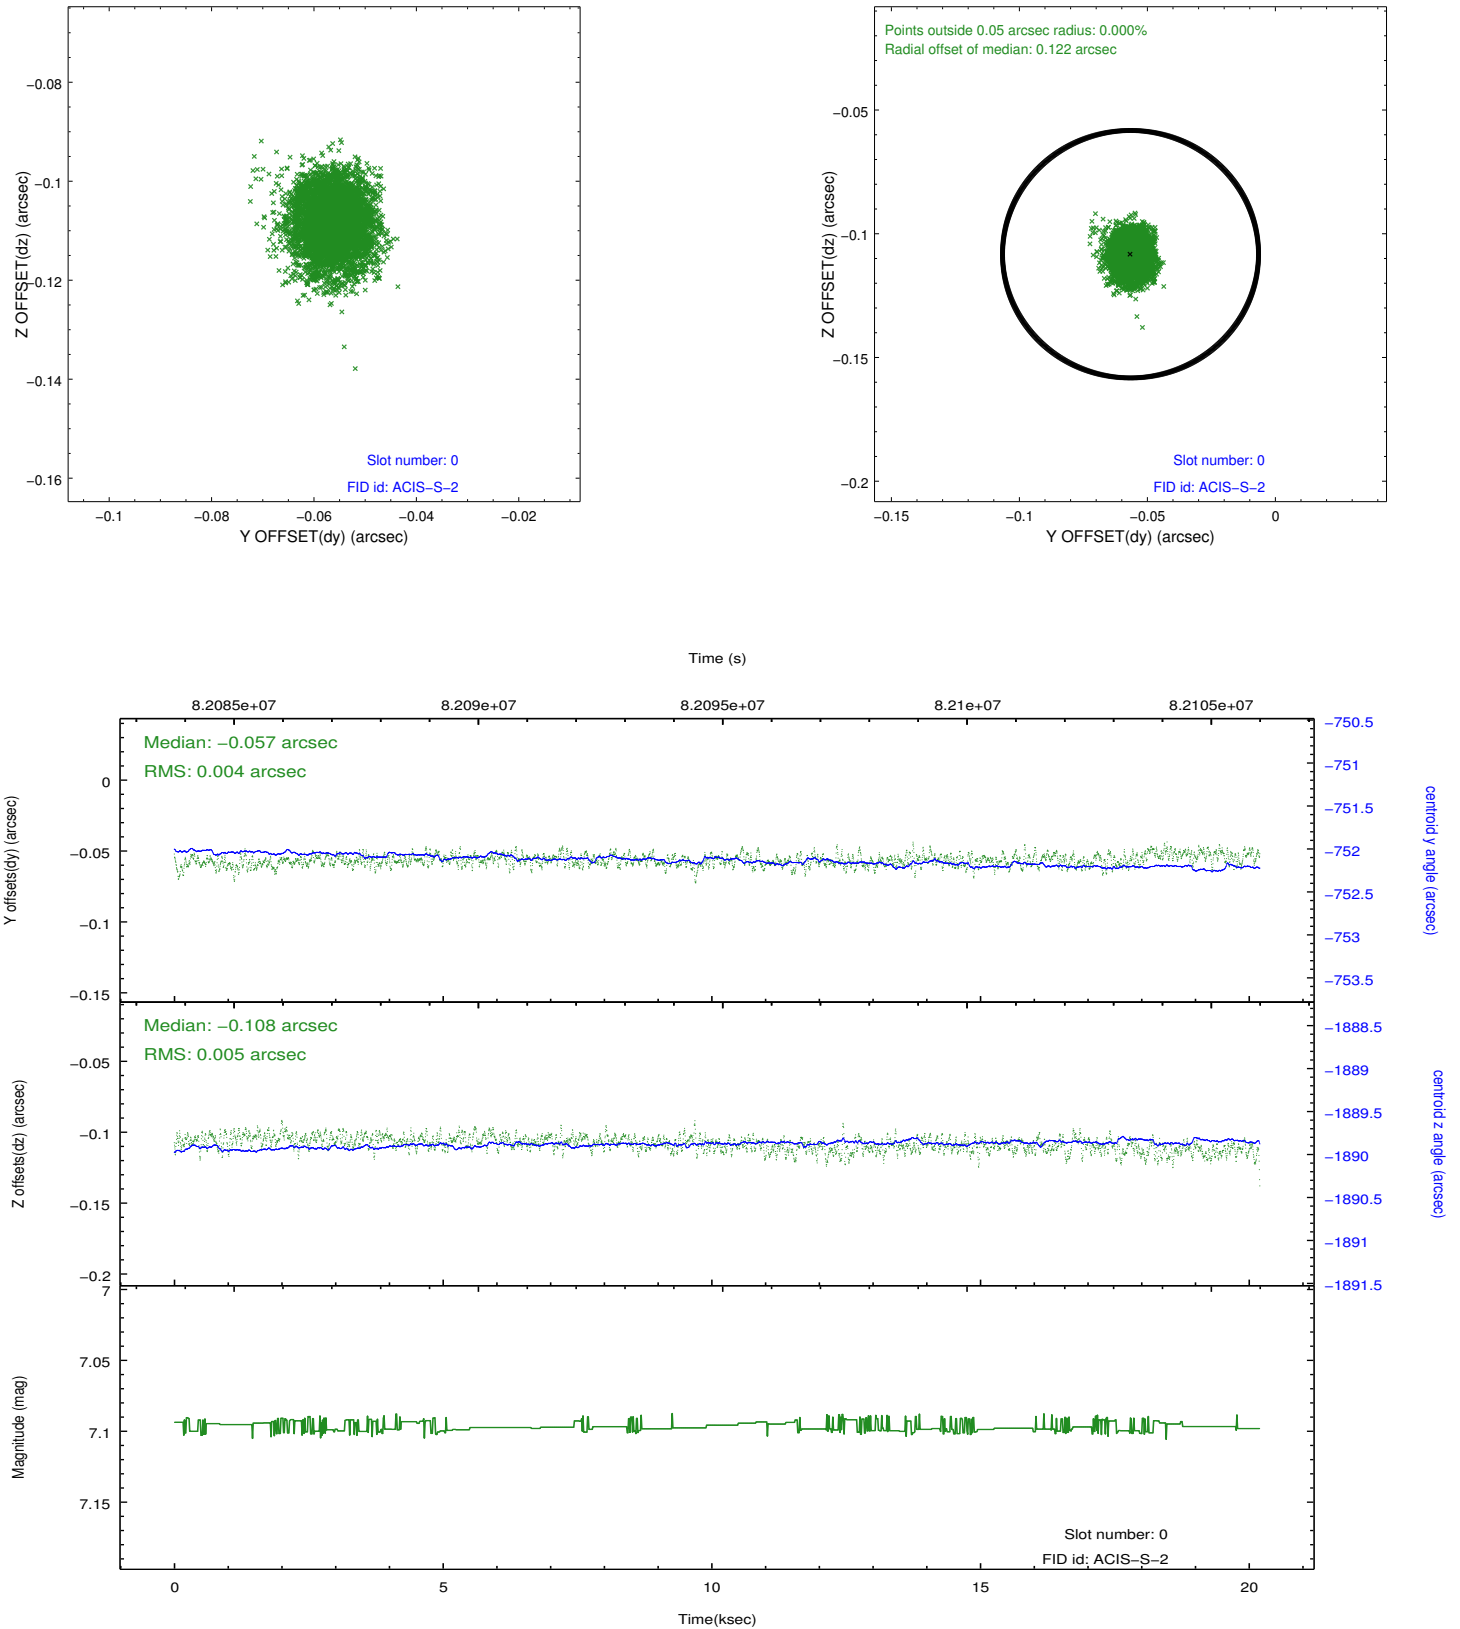 −0.08
−0.1
−0.12
−0.14
−0.16
Z OFFSET(dz) (arcsec)
Slot number: 0
FID id: ACIS−S−2
−0.1 −0.08 −0.06 −0.04 −0.02
Y OFFSET(dy) (arcsec)
Points outside 0.05 arcsec radius: 0.000%
Radial offset of median: 0.122 arcsec
−0.05
−0.1
−0.15
−0.2
Z OFFSET(dz) (arcsec)
Slot number: 0
FID id: ACIS−S−2
−0.15 −0.1 −0.05 0
Y OFFSET(dy) (arcsec)
Time (s)
8.2085e+07 8.209e+07 8.2095e+07 8.21e+07 8.2105e+07
Median: −0.057 arcsec
RMS: 0.004 arcsec
0
−0.05
−0.1
−0.15
Y offsets(dy) (arcsec)
−750.5
−751
−751.5
−752
−752.5
−753
−753.5
centroid y angle (arcsec)
Median: −0.108 arcsec
RMS: 0.005 arcsec
−0.05
−0.1
−0.15
−0.2
Z offsets(dz) (arcsec)
−1888.5
−1889
−1889.5
−1890
−1890.5
−1891
−1891.5
centroid z angle (arcsec)
7
7.05
7.1
7.15
Magnitude (mag)
Slot number: 0
FID id: ACIS−S−2
0 5 10 15 20
Time(ksec)